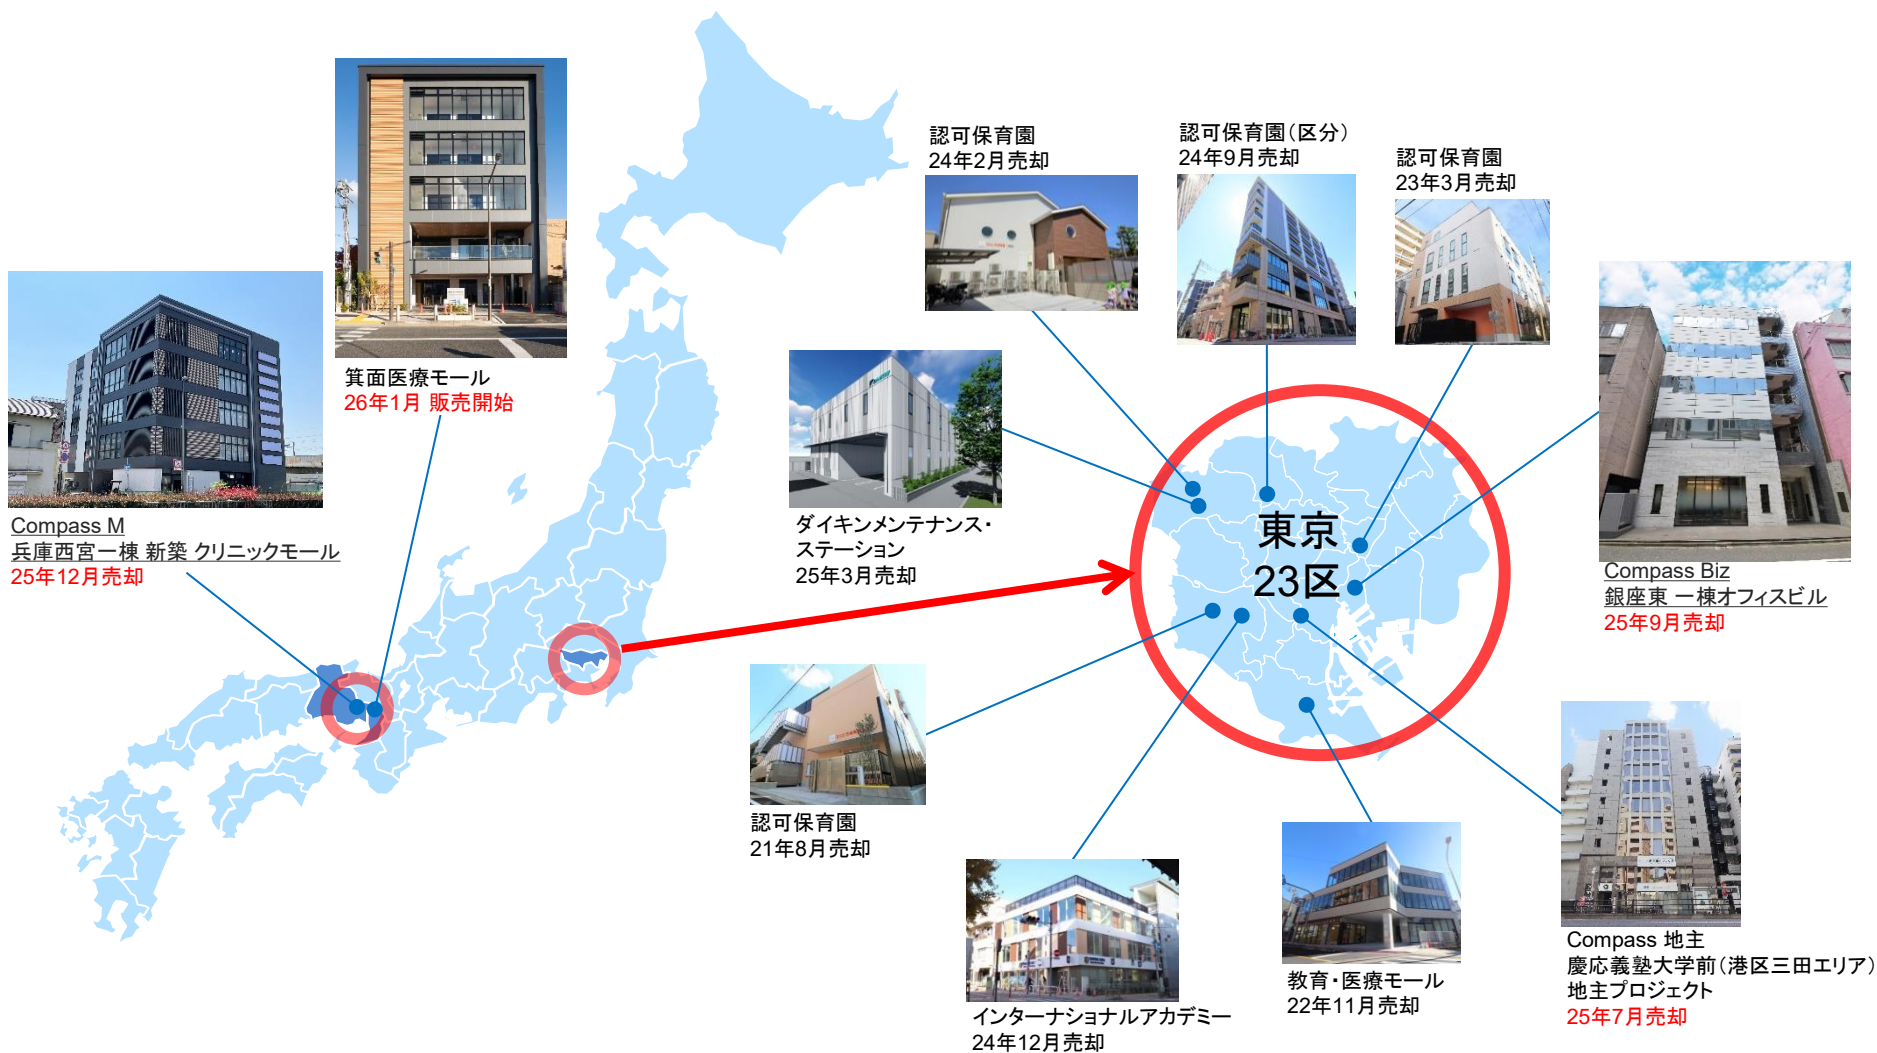 箕面医療モール
26年1月 販売開始
Compass M
兵庫西宮一棟 新築 クリニックモール
25年12月売却
認可保育園
24年2月売却
認可保育園（区分）
24年9月売却
認可保育園
23年3月売却
ダイキンメンテナンス・
ステーション
25年3月売却
東京
23区
Compass Biz
銀座東 一棟オフィスビル
25年9月売却
認可保育園
21年8月売却
インターナショナルアカデミー
24年12月売却
教育・医療モール
22年11月売却
Compass 地主
慶応義塾大学前（港区三田エリア）
地主プロジェクト
25年7月売却